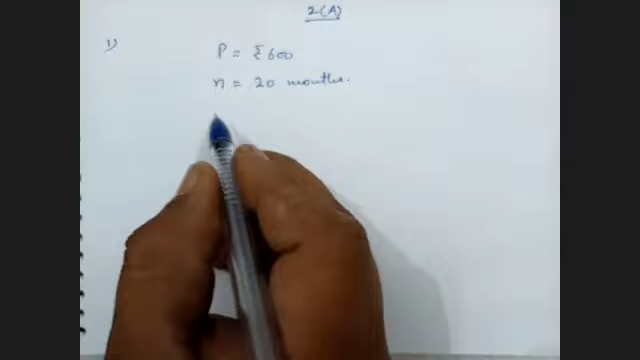 2(A)
1) P = ₹600
n = 20 months.